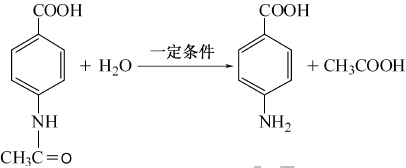 COOH
COOH
+ H₂O 一定条件 + CH₃COOH
NH
NH₂
CH₃C=O